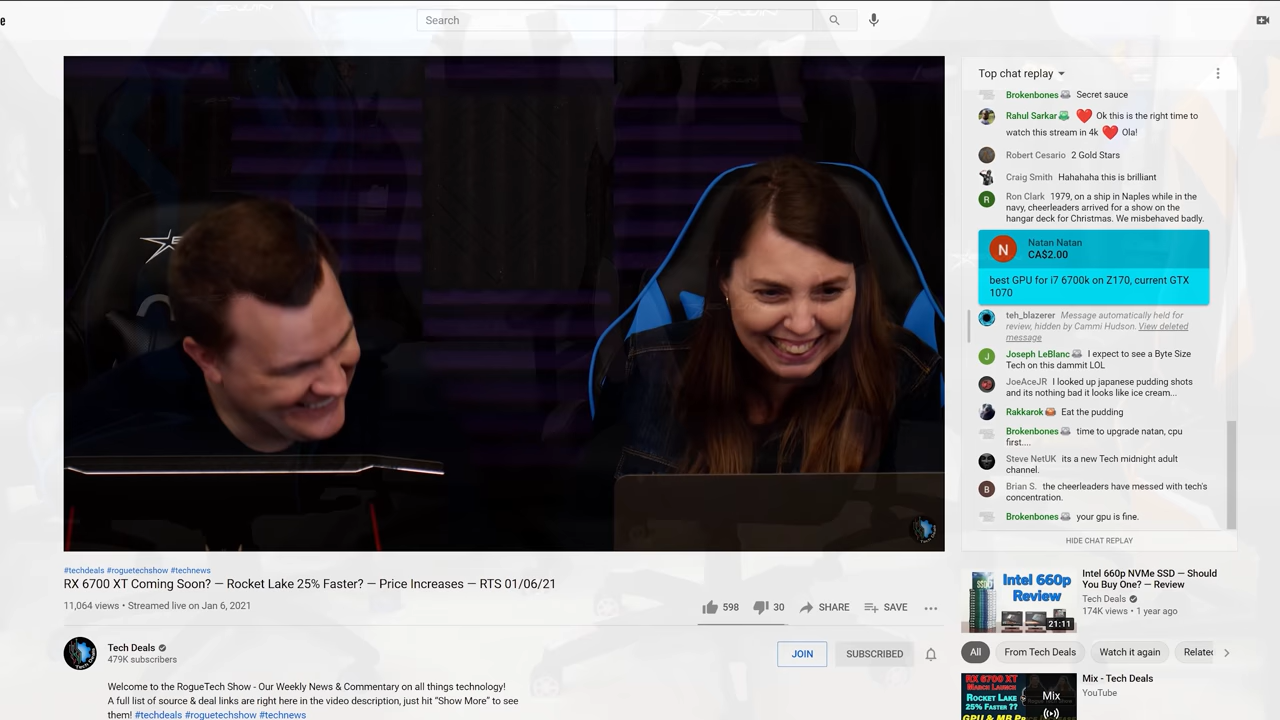 e
Search
Top chat replay
Brokenbones Secret sauce
Rahul Sarkar ❤️ Ok this is the right time to
watch this stream in 4k ❤️ Ola!
Robert Cesario 2 Gold Stars
Craig Smith Hahahaha this is brilliant
R
Ron Clark 1979, on a ship in Naples while in the
navy, cheerleaders arrived for a show on the
hangar deck for Christmas. We misbehaved badly.
N
Natan Natan
CA$2.00
best GPU for i7 6700k on Z170, current GTX
1070
teh_blazerer Message automatically held for
review, hidden by Cammi Hudson. View deleted
message
J
Joseph LeBlanc I expect to see a Byte Size
Tech on this dammit LOL
JoeAceJR I looked up japanese pudding shots
and its nothing bad it looks like ice cream...
Rakkarok Eat the pudding
Brokenbones time to upgrade natan, cpu
first....
Steve NetUK its a new Tech midnight adult
channel.
B
Brian S. the cheerleaders have messed with tech's
concentration.
Brokenbones your gpu is fine.
HIDE CHAT REPLAY
#techdeals #roguetechshow #technews
RX 6700 XT Coming Soon? — Rocket Lake 25% Faster? — Price Increases — RTS 01/06/21
11,064 views • Streamed live on Jan 6, 2021
598
30
SHARE
SAVE
Tech Deals
479K subscribers
JOIN
SUBSCRIBED
Welcome to the RogueTech Show - Our Weekly News & Commentary on all things technology!
A full list of source & deal links are right here in the video description, just hit "Show More" to see
them! #techdeals #roguetechshow #technews
Intel 660p
Review
21:11
Intel 660p NVMe SSD — Should
You Buy One? — Review
Tech Deals
174K views • 1 year ago
All
From Tech Deals
Watch it again
Related
RX 6700 XT
March Launch
Rocket Lake
25% Faster ??
GPU & MB Pr
Mix
Mix - Tech Deals
YouTube